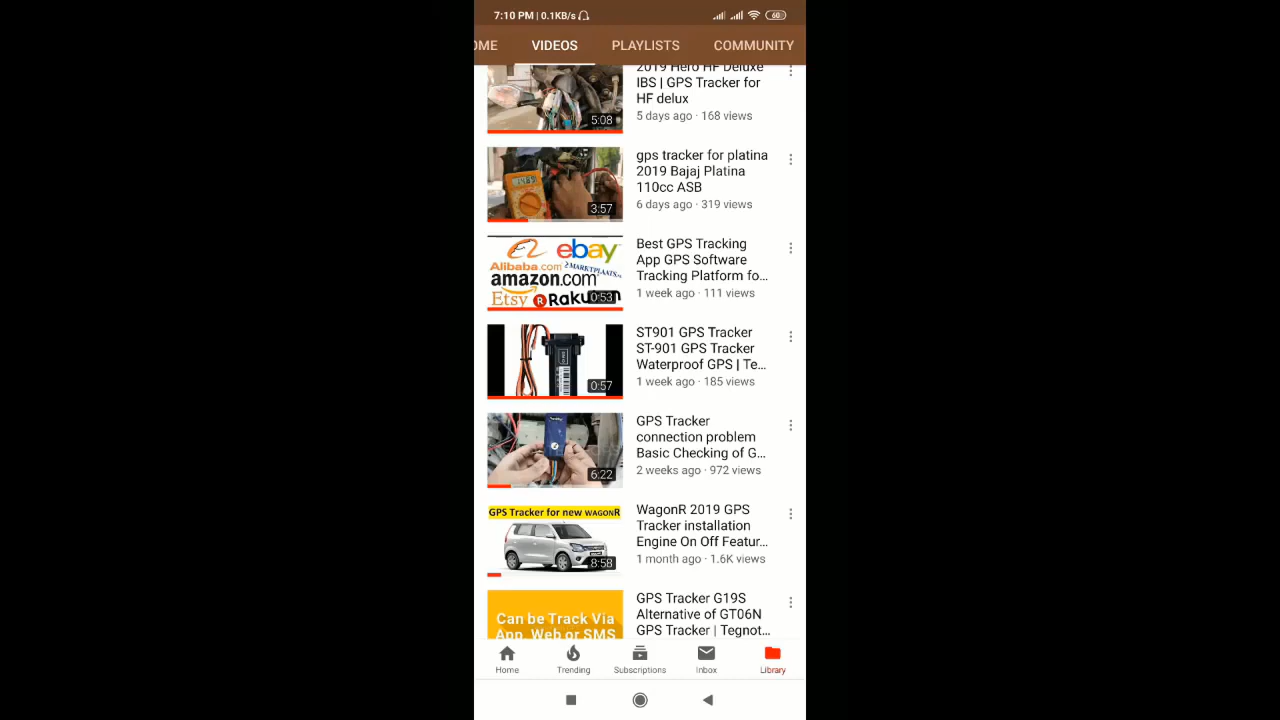 7:10 PM | 0.1KB/s
60
OME
VIDEOS
PLAYLISTS
COMMUNITY
2019 Hero HF Deluxe
IBS | GPS Tracker for
HF delux
5 days ago · 168 views
5:08
gps tracker for platina
2019 Bajaj Platina
110cc ASB
6 days ago · 319 views
3:57
ebay
Alibaba.com
amazon.com
Etsy Rakuten
0:53
Best GPS Tracking
App GPS Software
Tracking Platform fo...
1 week ago · 111 views
0:57
ST901 GPS Tracker
ST-901 GPS Tracker
Waterproof GPS | Te...
1 week ago · 185 views
6:22
GPS Tracker
connection problem
Basic Checking of G...
2 weeks ago · 972 views
GPS Tracker for new WAGONR
8:58
WagonR 2019 GPS
Tracker installation
Engine On Off Featur...
1 month ago · 1.6K views
Can be Track Via
App, Web or SMS
GPS Tracker G19S
Alternative of GT06N
GPS Tracker | Tegnot...
Home
Trending
Subscriptions
Inbox
Library